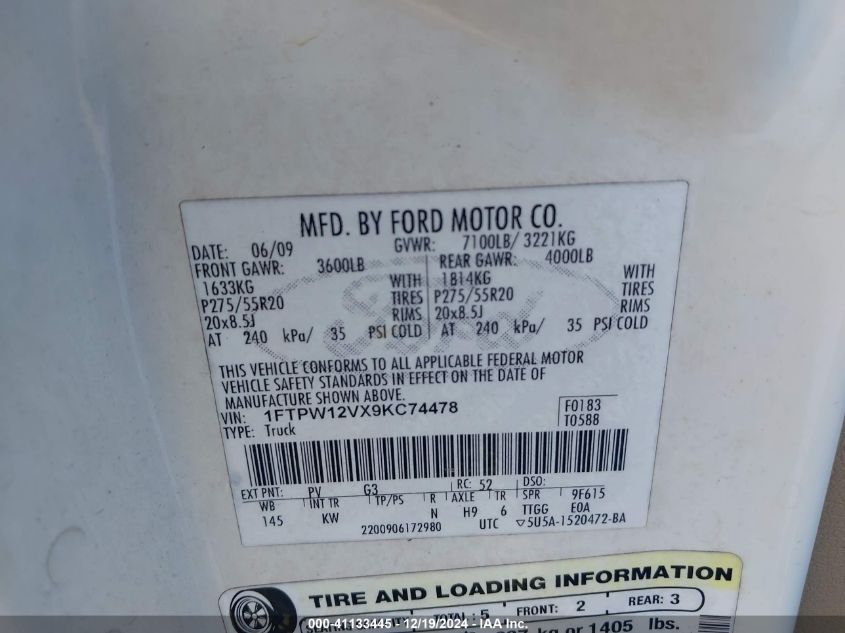 MFD. BY FORD MOTOR CO.
DATE: 06/09 GVWR: 7100LB/ 3221KG
FRONT GAWR: 3600LB REAR GAWR: 4000LB
1633KG WITH 1814KG WITH
P275/55R20 TIRES P275/55R20 TIRES
20x8.5J RIMS 20x8.5J RIMS
AT 240 kPa/ 35 PSI COLD AT 240 kPa/ 35 PSI COLD
Ford
THIS VEHICLE CONFORMS TO ALL APPLICABLE FEDERAL MOTOR
VEHICLE SAFETY STANDARDS IN EFFECT ON THE DATE OF
MANUFACTURE SHOWN ABOVE.
VIN: 1FTPW12VX9KC74478 F0183
TYPE: Truck T0588
EXT PNT: PV G3 RC: 52 DSO:
WB INT TR TP/PS R AXLE TR SPR 9F615
145 KW N H9 6 TTGG E0A
2200906172980 UTC ▽5U5A-1520472-BA
TIRE AND LOADING INFORMATION
TOTAL: 5 FRONT: 2 REAR: 3
kg or 1405 lbs.
000-41133445 - 12/19/2024 - IAA Inc.